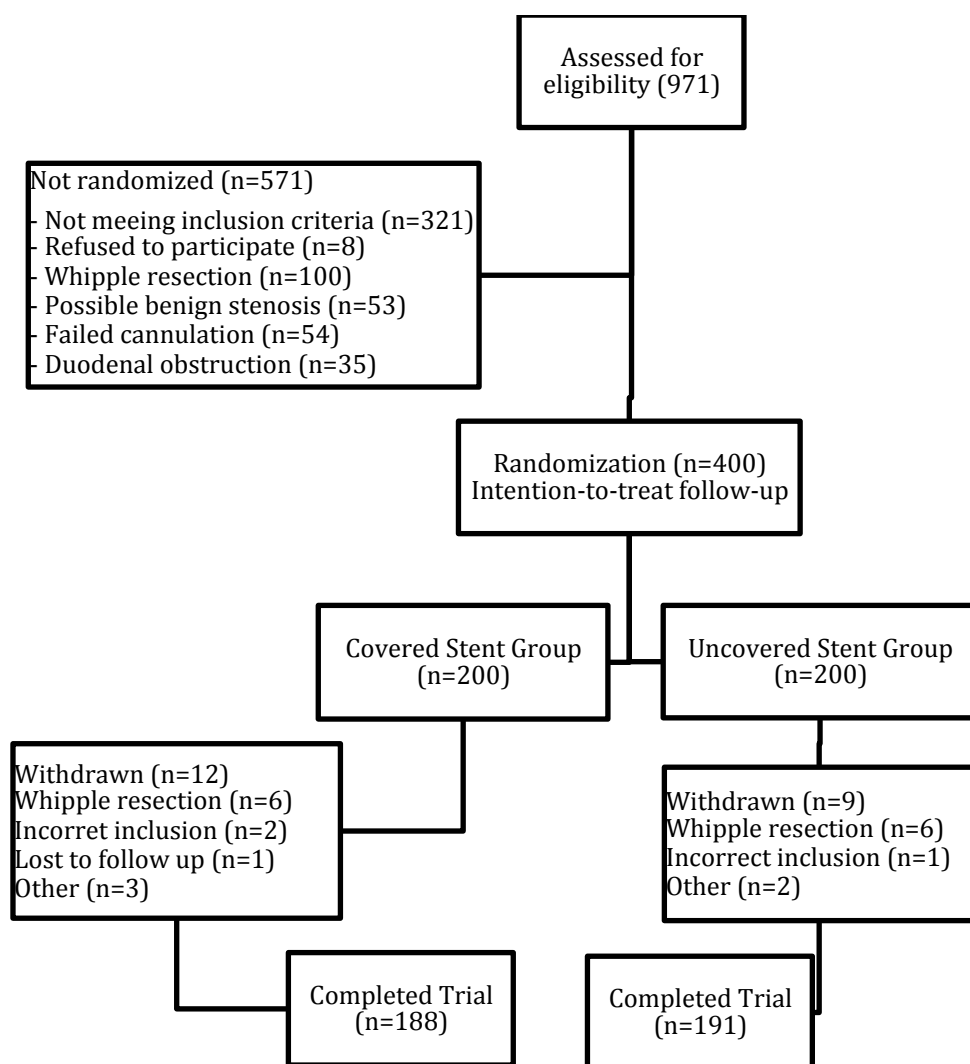 Assessed for
eligibility (971)
Not randomized (n=571)
- Not meeing inclusion criteria (n=321)
- Refused to participate (n=8)
- Whipple resection (n=100)
- Possible benign stenosis (n=53)
- Failed cannulation (n=54)
- Duodenal obstruction (n=35)
Randomization (n=400)
Intention-to-treat follow-up
Covered Stent Group
(n=200)
Uncovered Stent Group
(n=200)
Withdrawn (n=12)
Whipple resection (n=6)
Incorret inclusion (n=2)
Lost to follow up (n=1)
Other (n=3)
Withdrawn (n=9)
Whipple resection (n=6)
Incorrect inclusion (n=1)
Other (n=2)
Completed Trial
(n=188)
Completed Trial
(n=191)